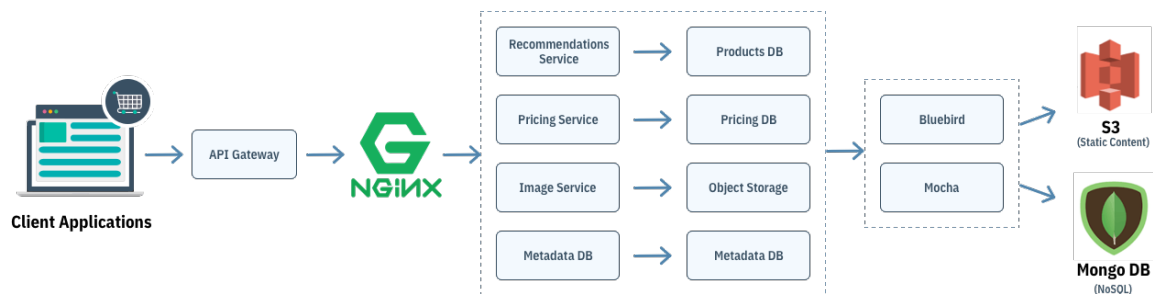 Client Applications
API Gateway
NGINX
Recommendations
Service
Products DB
Pricing Service
Pricing DB
Image Service
Object Storage
Metadata DB
Metadata DB
Bluebird
Mocha
S3
(Static Content)
Mongo DB
(NoSQL)